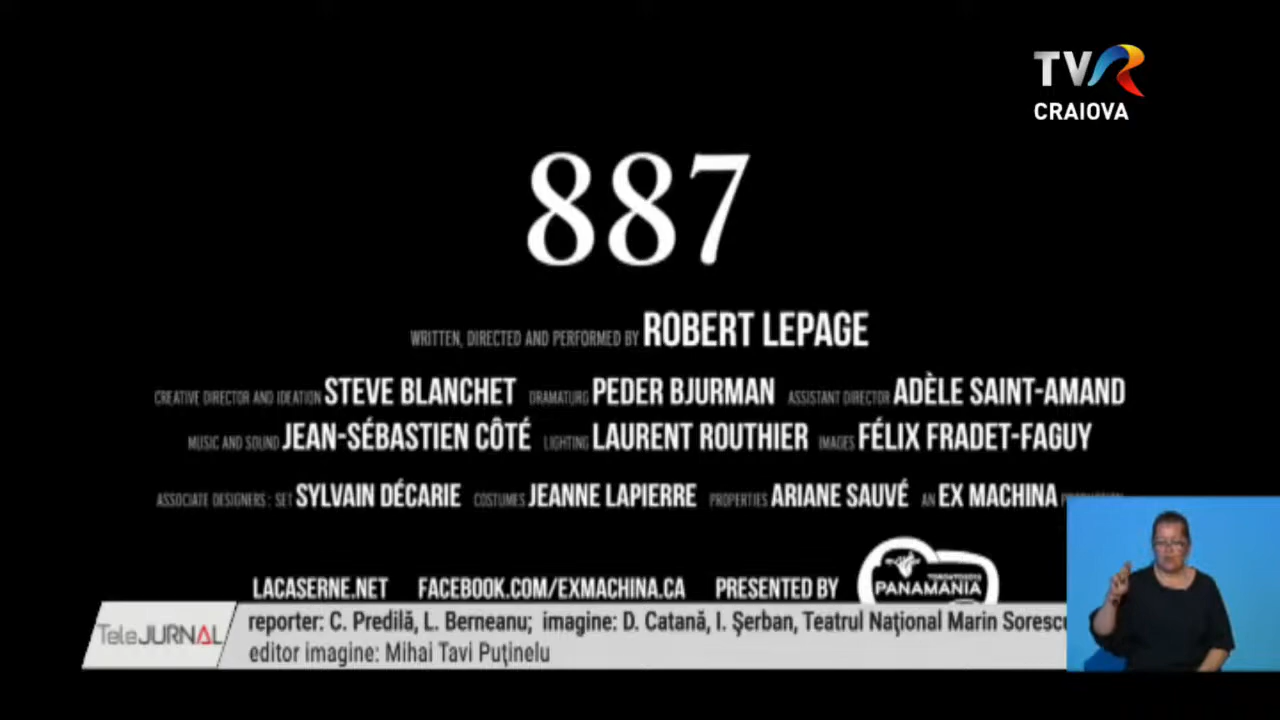 TVR
CRAIOVA
887
WRITTEN, DIRECTED AND PERFORMED BY ROBERT LEPAGE
CREATIVE DIRECTOR AND IDEATION STEVE BLANCHET DRAMATURG PEDER BJURMAN ASSISTANT DIRECTOR ADÈLE SAINT-AMAND
MUSIC AND SOUND JEAN-SÉBASTIEN CÔTÉ LIGHTING LAURENT ROUTHIER IMAGES FÉLIX FRADET-FAGUY
ASSOCIATE DESIGNERS: SET SYLVAIN DÉCARIE COSTUMES JEANNE LAPIERRE PROPERTIES ARIANE SAUVÉ AN EX MACHINA
TORONTO2015
PANAMANIA
LACASERNE.NET FACEBOOK.COM/EXMACHINA.CA PRESENTED BY
TeleJURNAL
reporter: C. Predilă, L. Berneanu; imagine: D. Catană, I. Şerban, Teatrul Naţional Marin Sorescu
editor imagine: Mihai Tavi Puţinelu